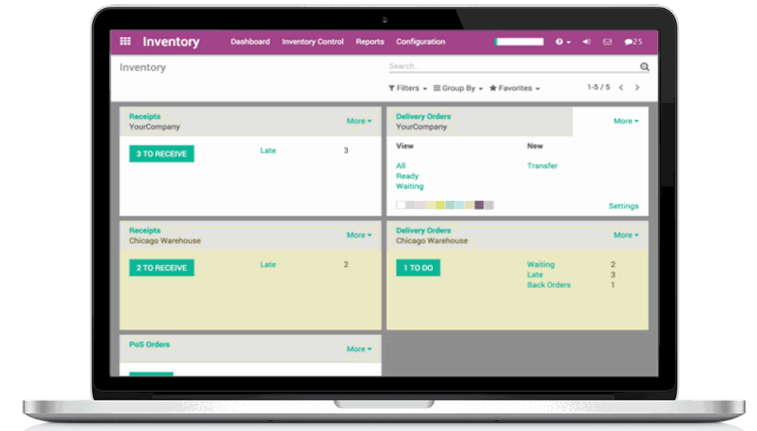 Inventory Dashboard Inventory Control Reports Configuration 25
Inventory
Search...
Filters Group By Favorites 1-5 / 5
Receipts
YourCompany
More
3 TO RECEIVE
Late 3
Delivery Orders
YourCompany
More
View New
All Transfer
Ready
Waiting
Settings
Receipts
Chicago Warehouse
More
2 TO RECEIVE
Late 2
Delivery Orders
Chicago Warehouse
More
1 TO DO
Waiting 2
Late 3
Back Orders 1
PoS Orders
More